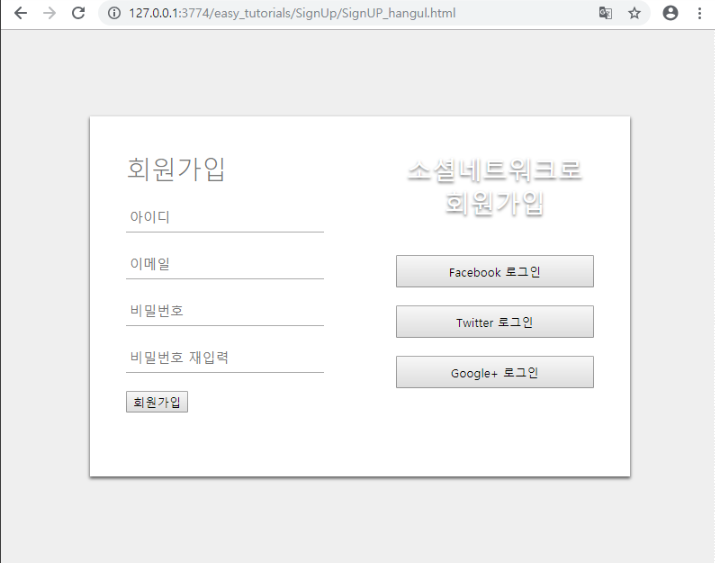 127.0.0.1:3774/easy_tutorials/SignUp/SignUP_hangul.html
회원가입
아이디
이메일
비밀번호
비밀번호 재입력
회원가입
소셜네트워크로
회원가입
Facebook 로그인
Twitter 로그인
Google+ 로그인